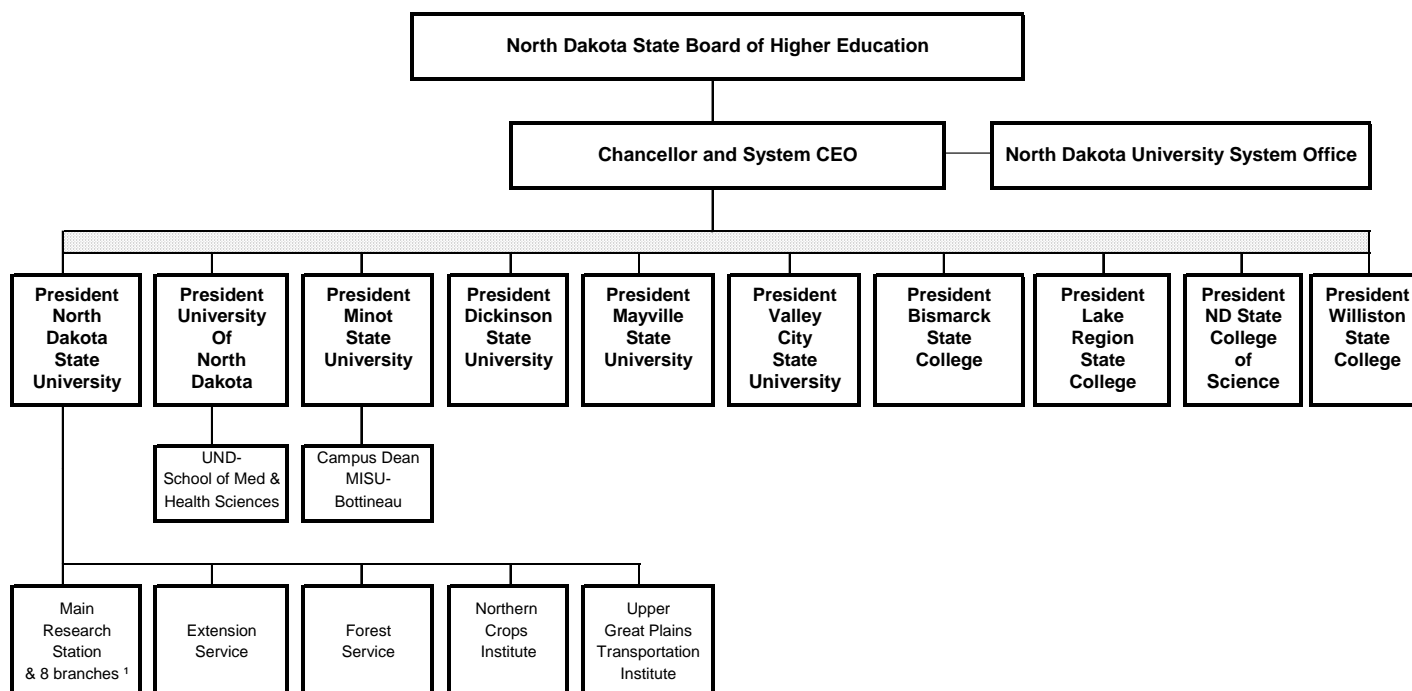 North Dakota State Board of Higher Education
Chancellor and System CEO
North Dakota University System Office
President
North
Dakota
State
University
President
University
Of
North
Dakota
President
Minot
State
University
President
Dickinson
State
University
President
Mayville
State
University
President
Valley
City
State
University
President
Bismarck
State
College
President
Lake
Region
State
College
President
ND State
College
of
Science
President
Williston
State
College
UND-
School of Med &
Health Sciences
Campus Dean
MISU-
Bottineau
Main
Research
Station
& 8 branches ¹
Extension
Service
Forest
Service
Northern
Crops
Institute
Upper
Great Plains
Transportation
Institute